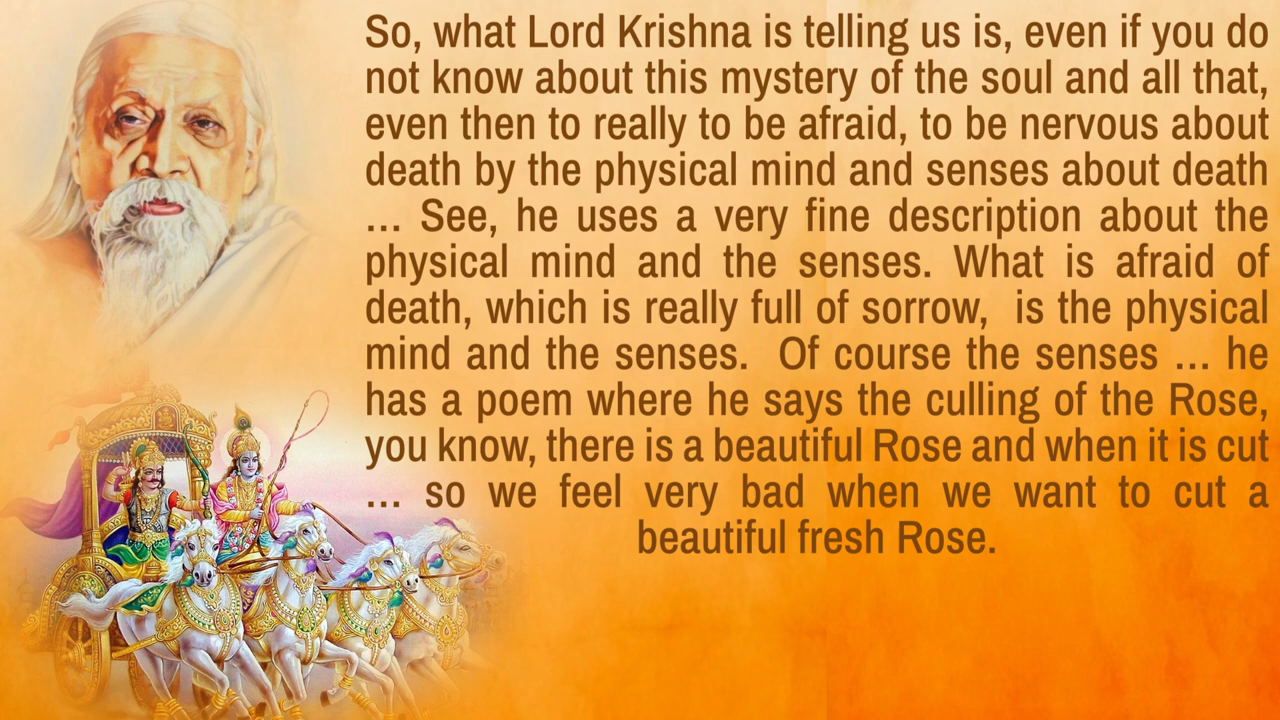 So, what Lord Krishna is telling us is, even if you do
not know about this mystery of the soul and all that,
even then to really to be afraid, to be nervous about
death by the physical mind and senses about death
... See, he uses a very fine description about the
physical mind and the senses. What is afraid of
death, which is really full of sorrow, is the physical
mind and the senses. Of course the senses ... he
has a poem where he says the culling of the Rose,
you know, there is a beautiful Rose and when it is cut
... so we feel very bad when we want to cut a
beautiful fresh Rose.